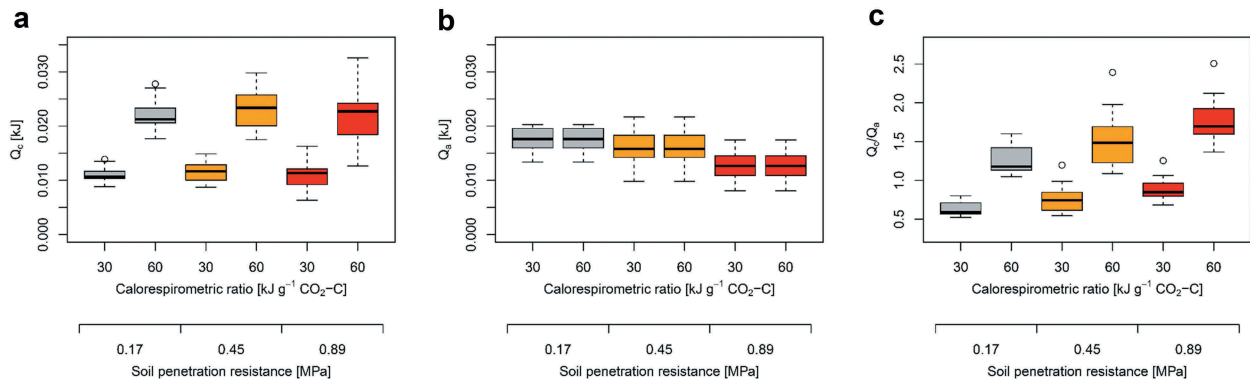 a
0.030
0.020
0.010
0.000
Qc [kJ]
30 60 30 60 30 60
Calorespirometric ratio [kJ g⁻¹ CO₂−C]
0.17 0.45 0.89
Soil penetration resistance [MPa]
b
0.030
0.020
0.010
0.000
Qa [kJ]
30 60 30 60 30 60
Calorespirometric ratio [kJ g⁻¹ CO₂−C]
0.17 0.45 0.89
Soil penetration resistance [MPa]
c
2.5
2.0
1.5
1.0
0.5
Qc/Qa
30 60 30 60 30 60
Calorespirometric ratio [kJ g⁻¹ CO₂−C]
0.17 0.45 0.89
Soil penetration resistance [MPa]